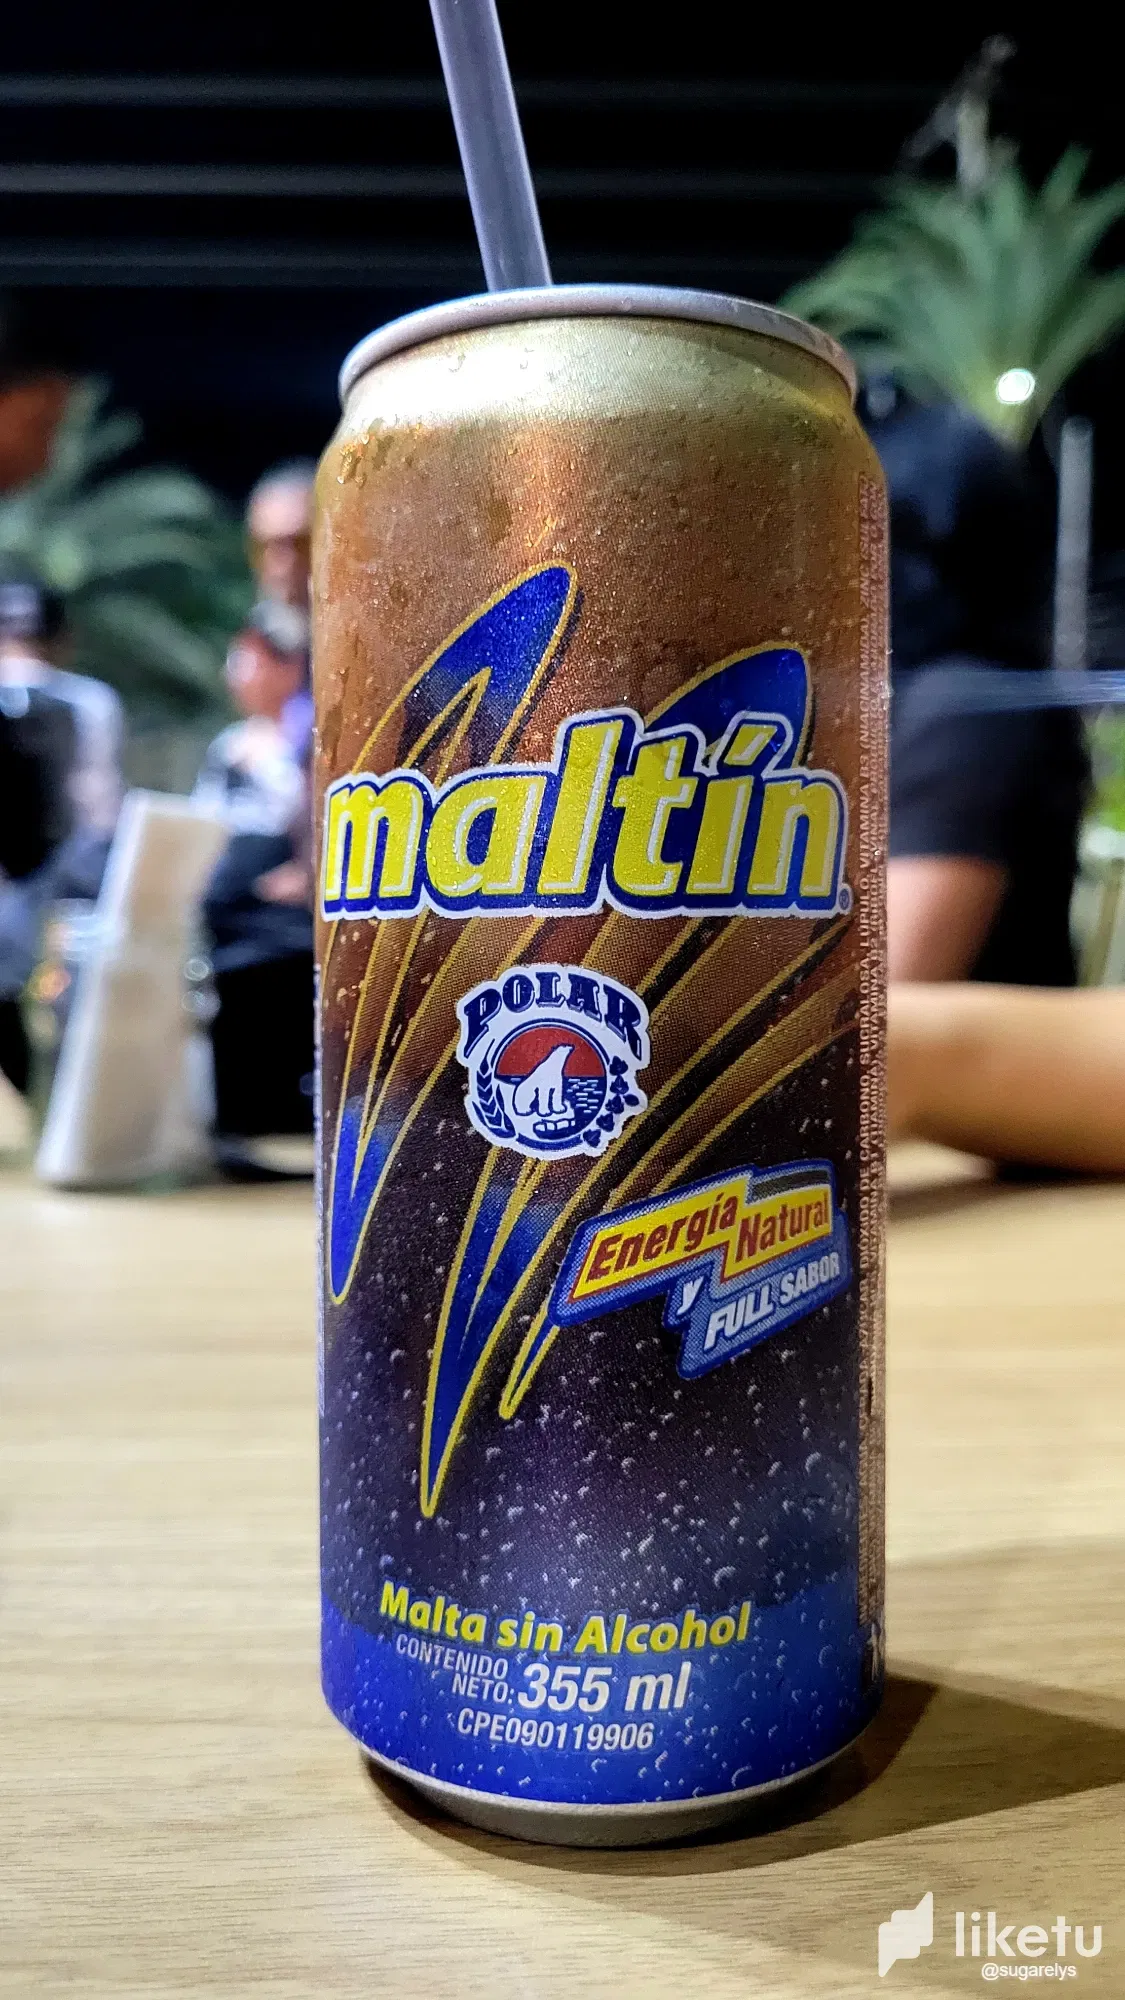 maltín®
POLAR
Energía Natural
y FULL SABOR
Malta sin Alcohol
CONTENIDO
NETO: 355 ml
CPE090119906
liketu
@sugarelys